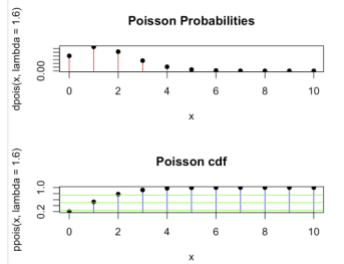 Poisson Probabilities
dpois(x, lambda = 1.6)
0.00
0 2 4 6 8 10
x
Poisson cdf
ppois(x, lambda = 1.6)
1.0
0.2
0 2 4 6 8 10
x